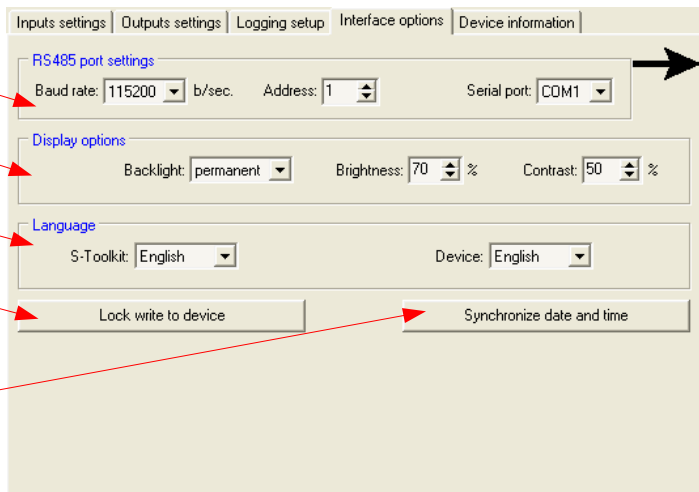 Inputs settings Outputs settings Logging setup Interface options Device information
RS485 port settings
Baud rate: 115200 b/sec. Address: 1 Serial port: COM1
Display options
Backlight: permanent Brightness: 70 % Contrast: 50 %
Language
S-Toolkit: English Device: English
Lock write to device Synchronize date and time